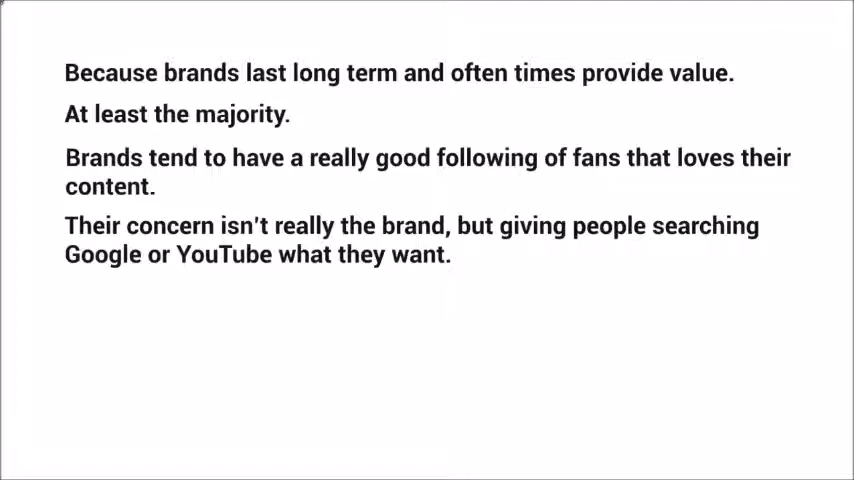 Because brands last long term and often times provide value.
At least the majority.
Brands tend to have a really good following of fans that loves their
content.
Their concern isn't really the brand, but giving people searching
Google or YouTube what they want.